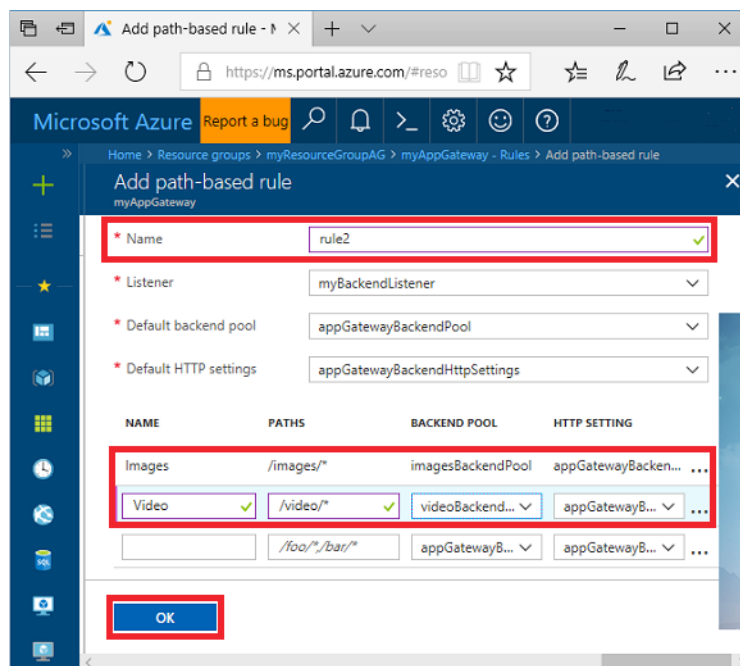 Add path-based rule - M
https://ms.portal.azure.com/#reso
Microsoft Azure Report a bug
Home > Resource groups > myResourceGroupAG > myAppGateway - Rules > Add path-based rule
Add path-based rule
myAppGateway
* Name rule2
* Listener myBackendListener
* Default backend pool appGatewayBackendPool
* Default HTTP settings appGatewayBackendHttpSettings
NAME PATHS BACKEND POOL HTTP SETTING
Images /images/* imagesBackendPool appGatewayBacken... ...
Video /video/* videoBackend... appGatewayB... ...
/foo/*,/bar/* appGatewayB... appGatewayB... ...
SQL
OK